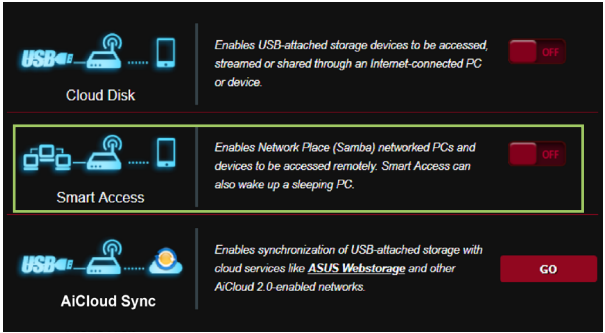 USB
Enables USB-attached storage devices to be accessed,
streamed or shared through an Internet-connected PC
or device.
OFF
Cloud Disk
Enables Network Place (Samba) networked PCs and
devices to be accessed remotely. Smart Access can
also wake up a sleeping PC.
OFF
Smart Access
USB
Enables synchronization of USB-attached storage with
cloud services like ASUS Webstorage and other
AiCloud 2.0-enabled networks.
GO
AiCloud Sync